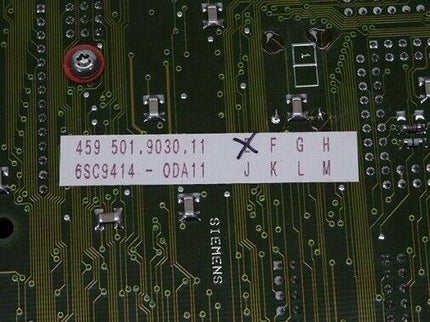 459 501.9030.11 E F G H
6SC9414 - 0DA11 J K L M
SIEMENS